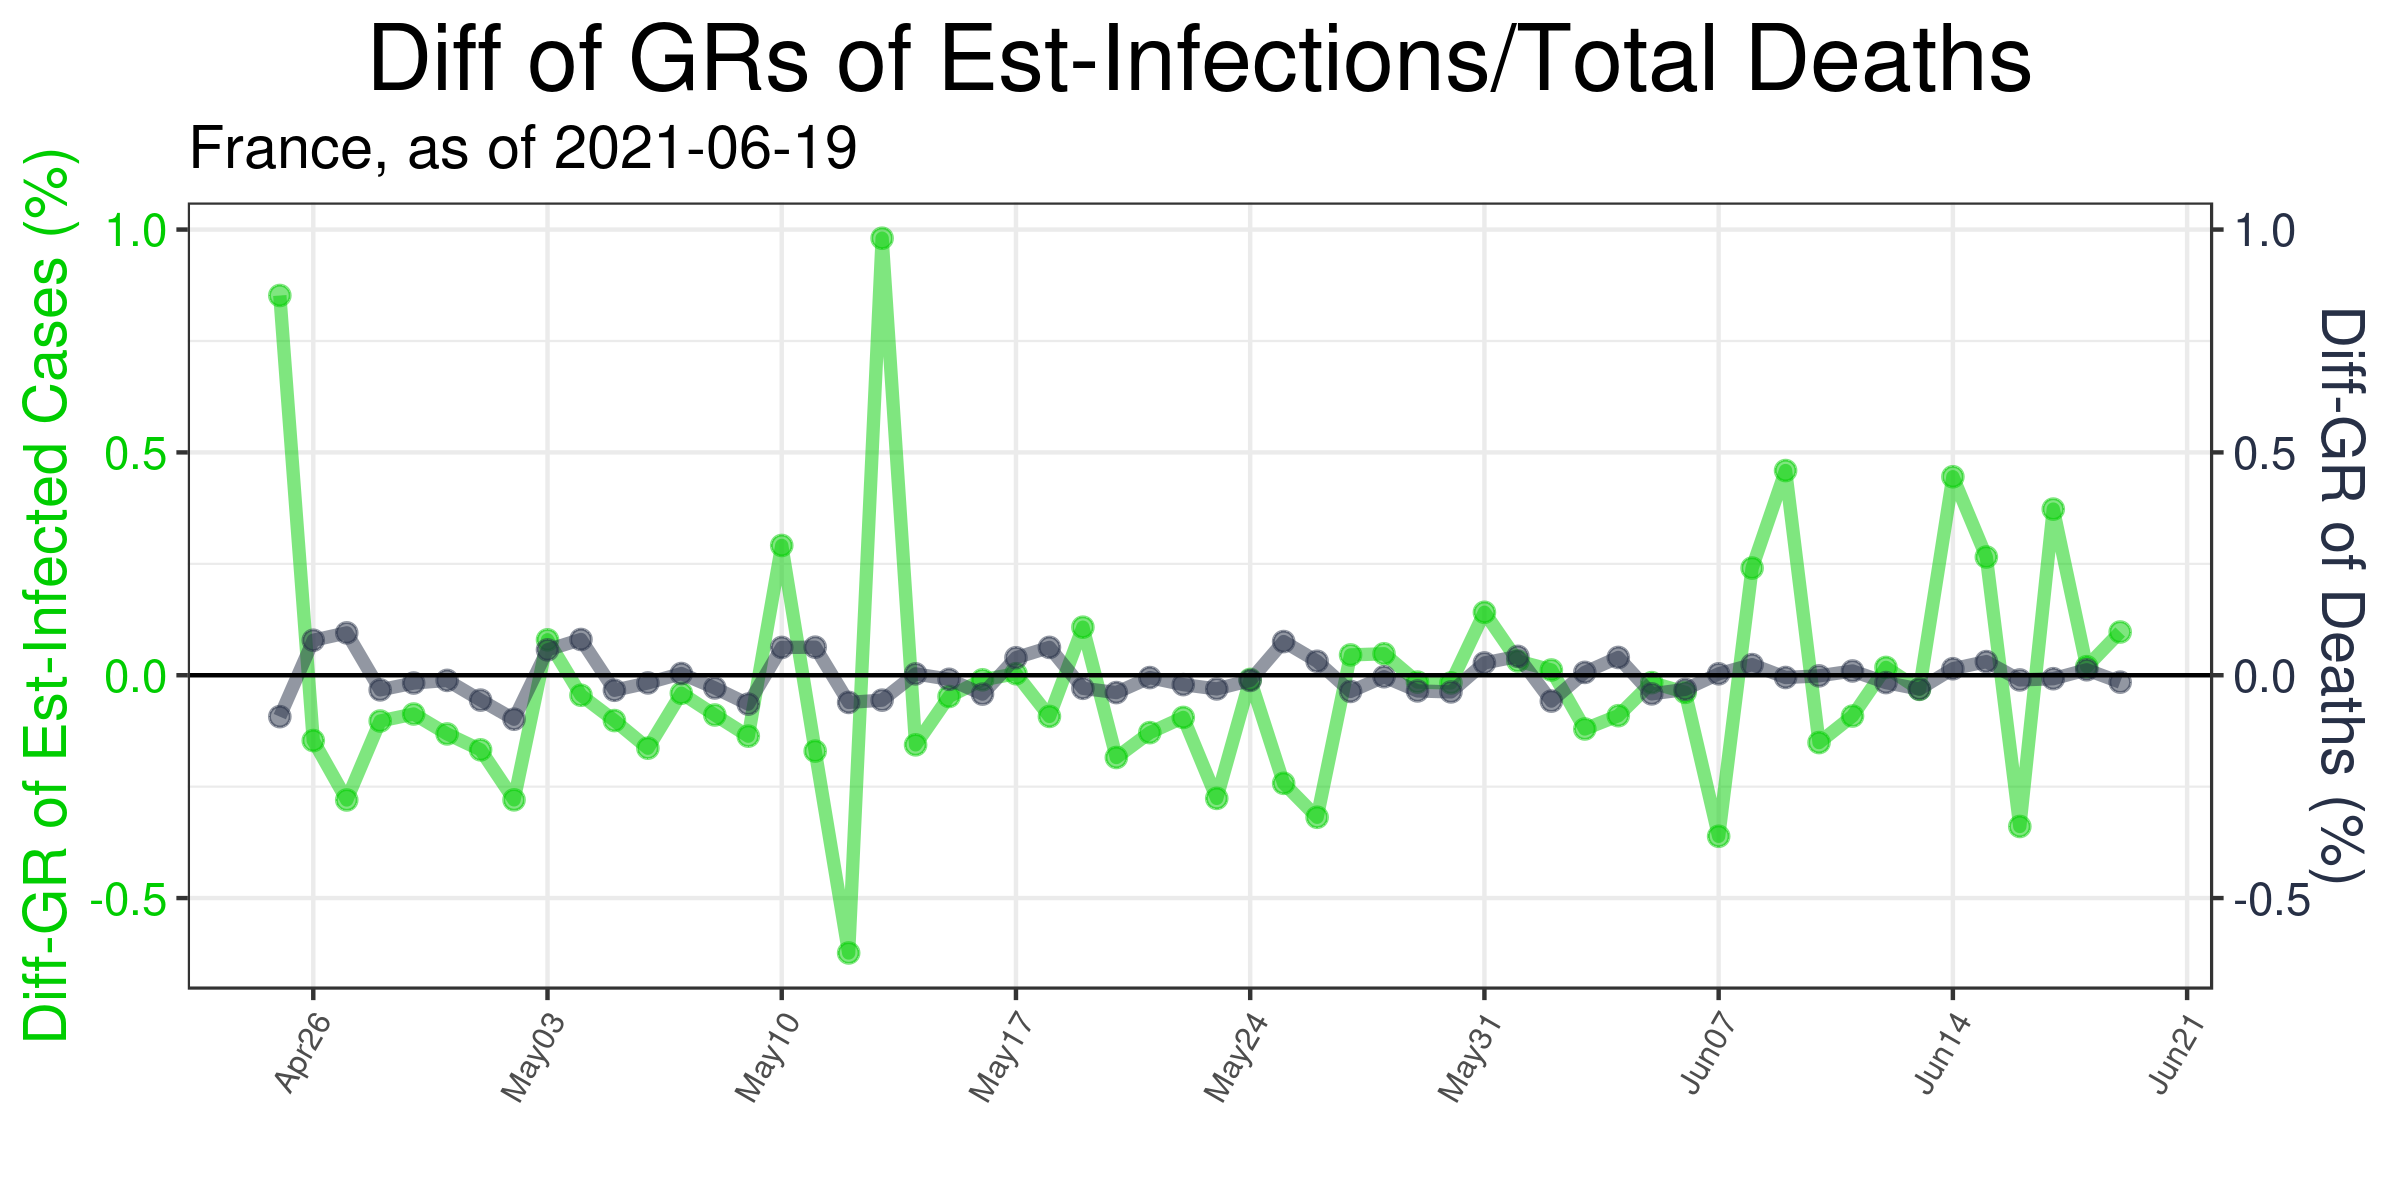 Diff of GRs of Est-Infections/Total Deaths
France, as of 2021-06-19
Diff-GR of Est-Infected Cases (%)
1.0
0.5
0.0
-0.5
1.0
0.5
0.0
-0.5
Diff-GR of Deaths (%)
Apr26
May03
May10
May17
May24
May31
Jun07
Jun14
Jun21